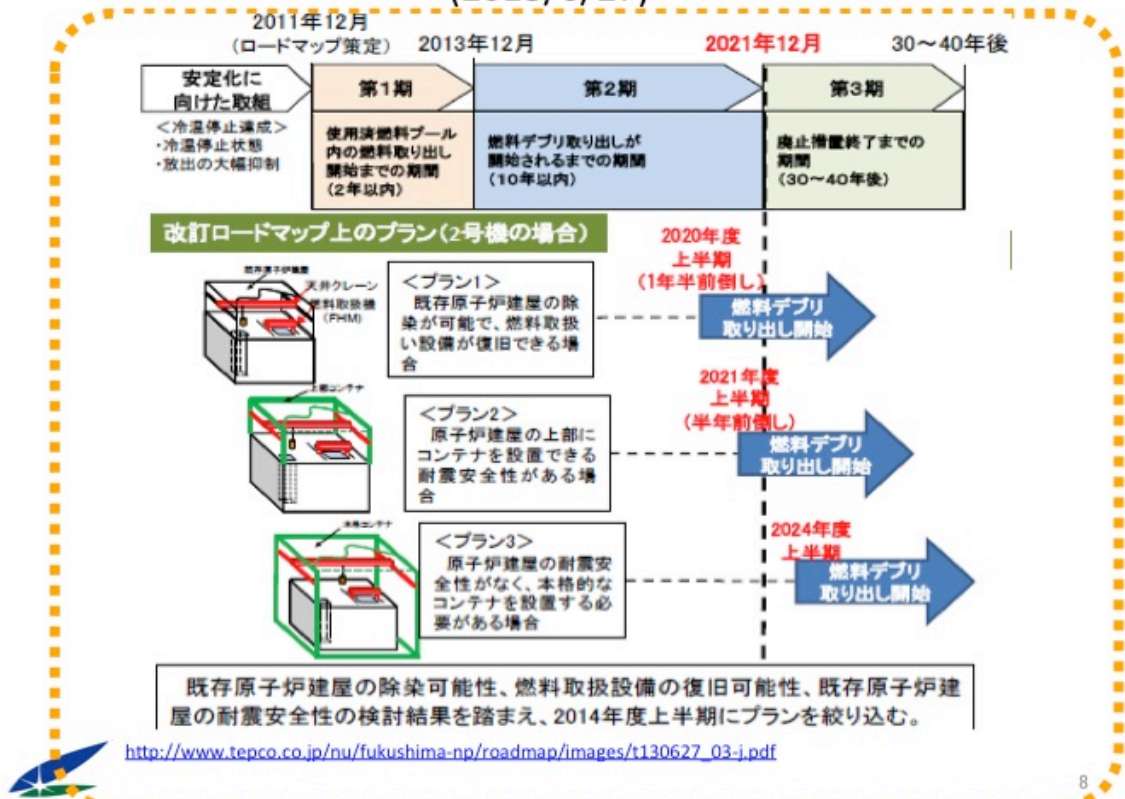 2011年12月
(ロードマップ策定)
2013年12月
2021年12月
30～40年後
安定化に
向けた取組
第1期
第2期
第3期
＜冷温停止達成＞
・冷温停止状態
・放出の大幅抑制
使用済燃料プール
内の燃料取り出し
開始までの期間
(2年以内)
燃料デブリ取り出しが
開始されるまでの期間
(10年以内)
廃止措置終了までの
期間
(30～40年後)
改訂ロードマップ上のプラン(2号機の場合)
既存原子炉建屋
天井クレーン
燃料取扱機
(FHM)
＜プラン1＞
既存原子炉建屋の除
染が可能で、燃料取扱
い設備が復旧できる場
合
2020年度
上半期
(1年半前倒し)
燃料デブリ
取り出し開始
上部コンテナ
＜プラン2＞
原子炉建屋の上部に
コンテナを設置できる
耐震安全性がある場
合
2021年度
上半期
(半年前倒し)
燃料デブリ
取り出し開始
コンテナ
＜プラン3＞
原子炉建屋の耐震安
全性がなく、本格的な
コンテナを設置する必
要がある場合
2024年度
上半期
燃料デブリ
取り出し開始
既存原子炉建屋の除染可能性、燃料取扱設備の復旧可能性、既存原子炉建
屋の耐震安全性の検討結果を踏まえ、2014年度上半期にプランを絞り込む。
http://www.tepco.co.jp/nu/fukushima-np/roadmap/images/t130627_03-j.pdf
8